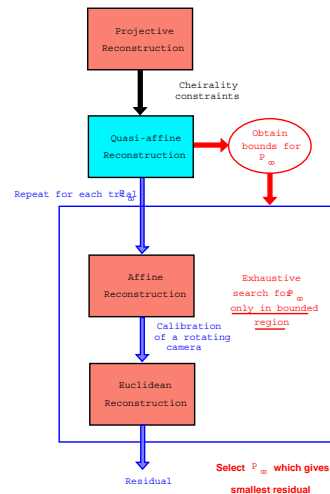 Projective
Reconstruction
Cheirality
constraints
Quasi-affine
Reconstruction
Obtain
bounds for
P ∞
Repeat for each trial P ∞
Affine
Reconstruction
Exhaustive
search for P ∞
only in bounded
region
Calibration
of a rotating
camera
Euclidean
Reconstruction
Residual
Select P ∞ which gives
smallest residual